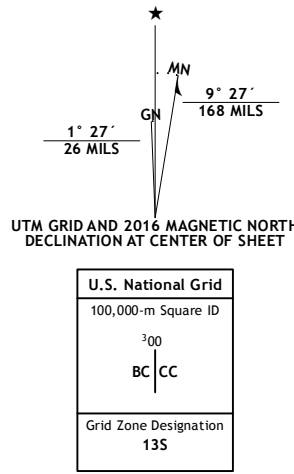 MN
9° 27´
168 MILS
GN
1° 27´
26 MILS
UTM GRID AND 2016 MAGNETIC NORTH
DECLINATION AT CENTER OF SHEET
U.S. National Grid
100,000-m Square ID
³00
BC CC
Grid Zone Designation
13S